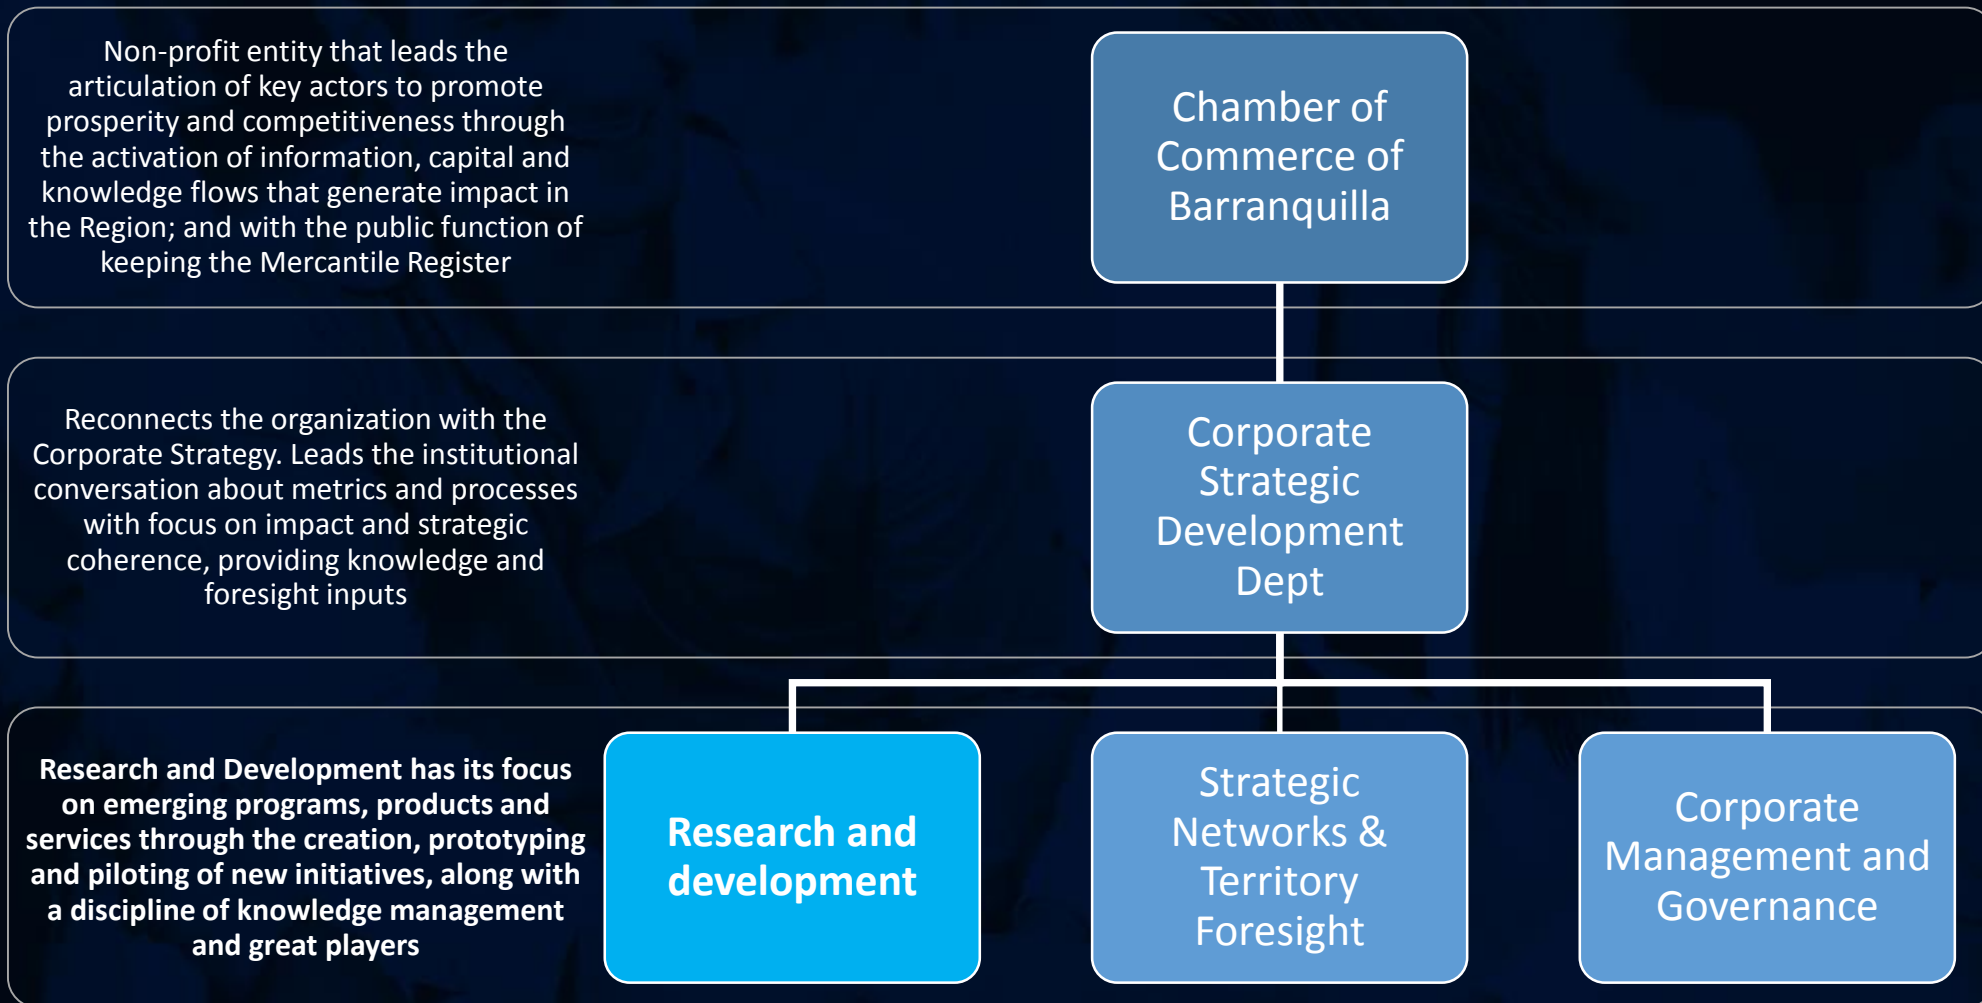 Non-profit entity that leads the
articulation of key actors to promote
prosperity and competitiveness through
the activation of information, capital and
knowledge flows that generate impact in
the Region; and with the public function of
keeping the Mercantile Register
Chamber of
Commerce of
Barranquilla
Reconnects the organization with the
Corporate Strategy. Leads the institutional
conversation about metrics and processes
with focus on impact and strategic
coherence, providing knowledge and
foresight inputs
Corporate
Strategic
Development
Dept
Research and Development has its focus
on emerging programs, products and
services through the creation, prototyping
and piloting of new initiatives, along with
a discipline of knowledge management
and great players
Research and
development
Strategic
Networks &
Territory
Foresight
Corporate
Management and
Governance